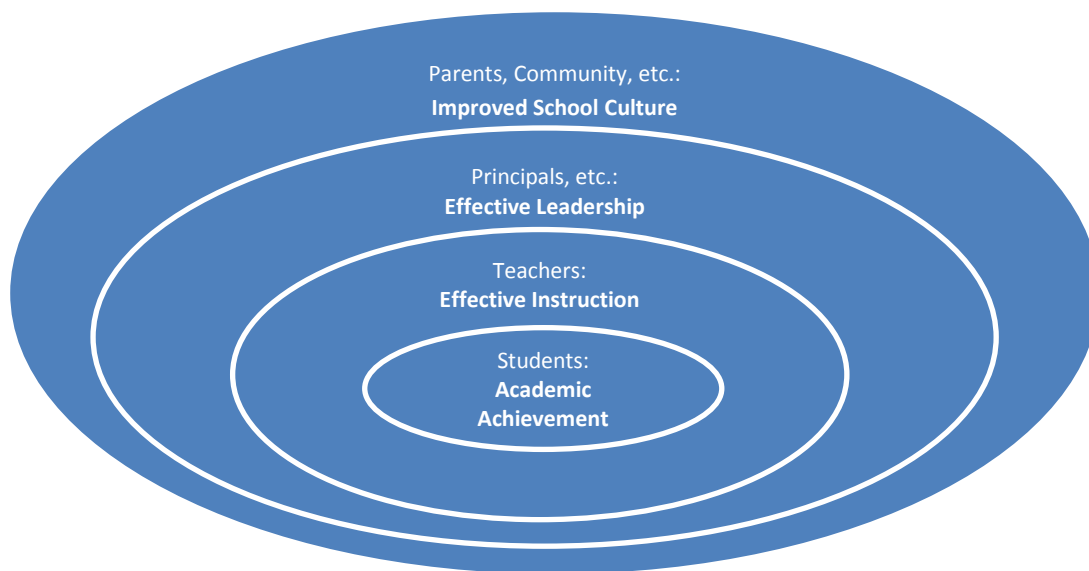 Parents, Community, etc.:
Improved School Culture
Principals, etc.:
Effective Leadership
Teachers:
Effective Instruction
Students:
Academic
Achievement